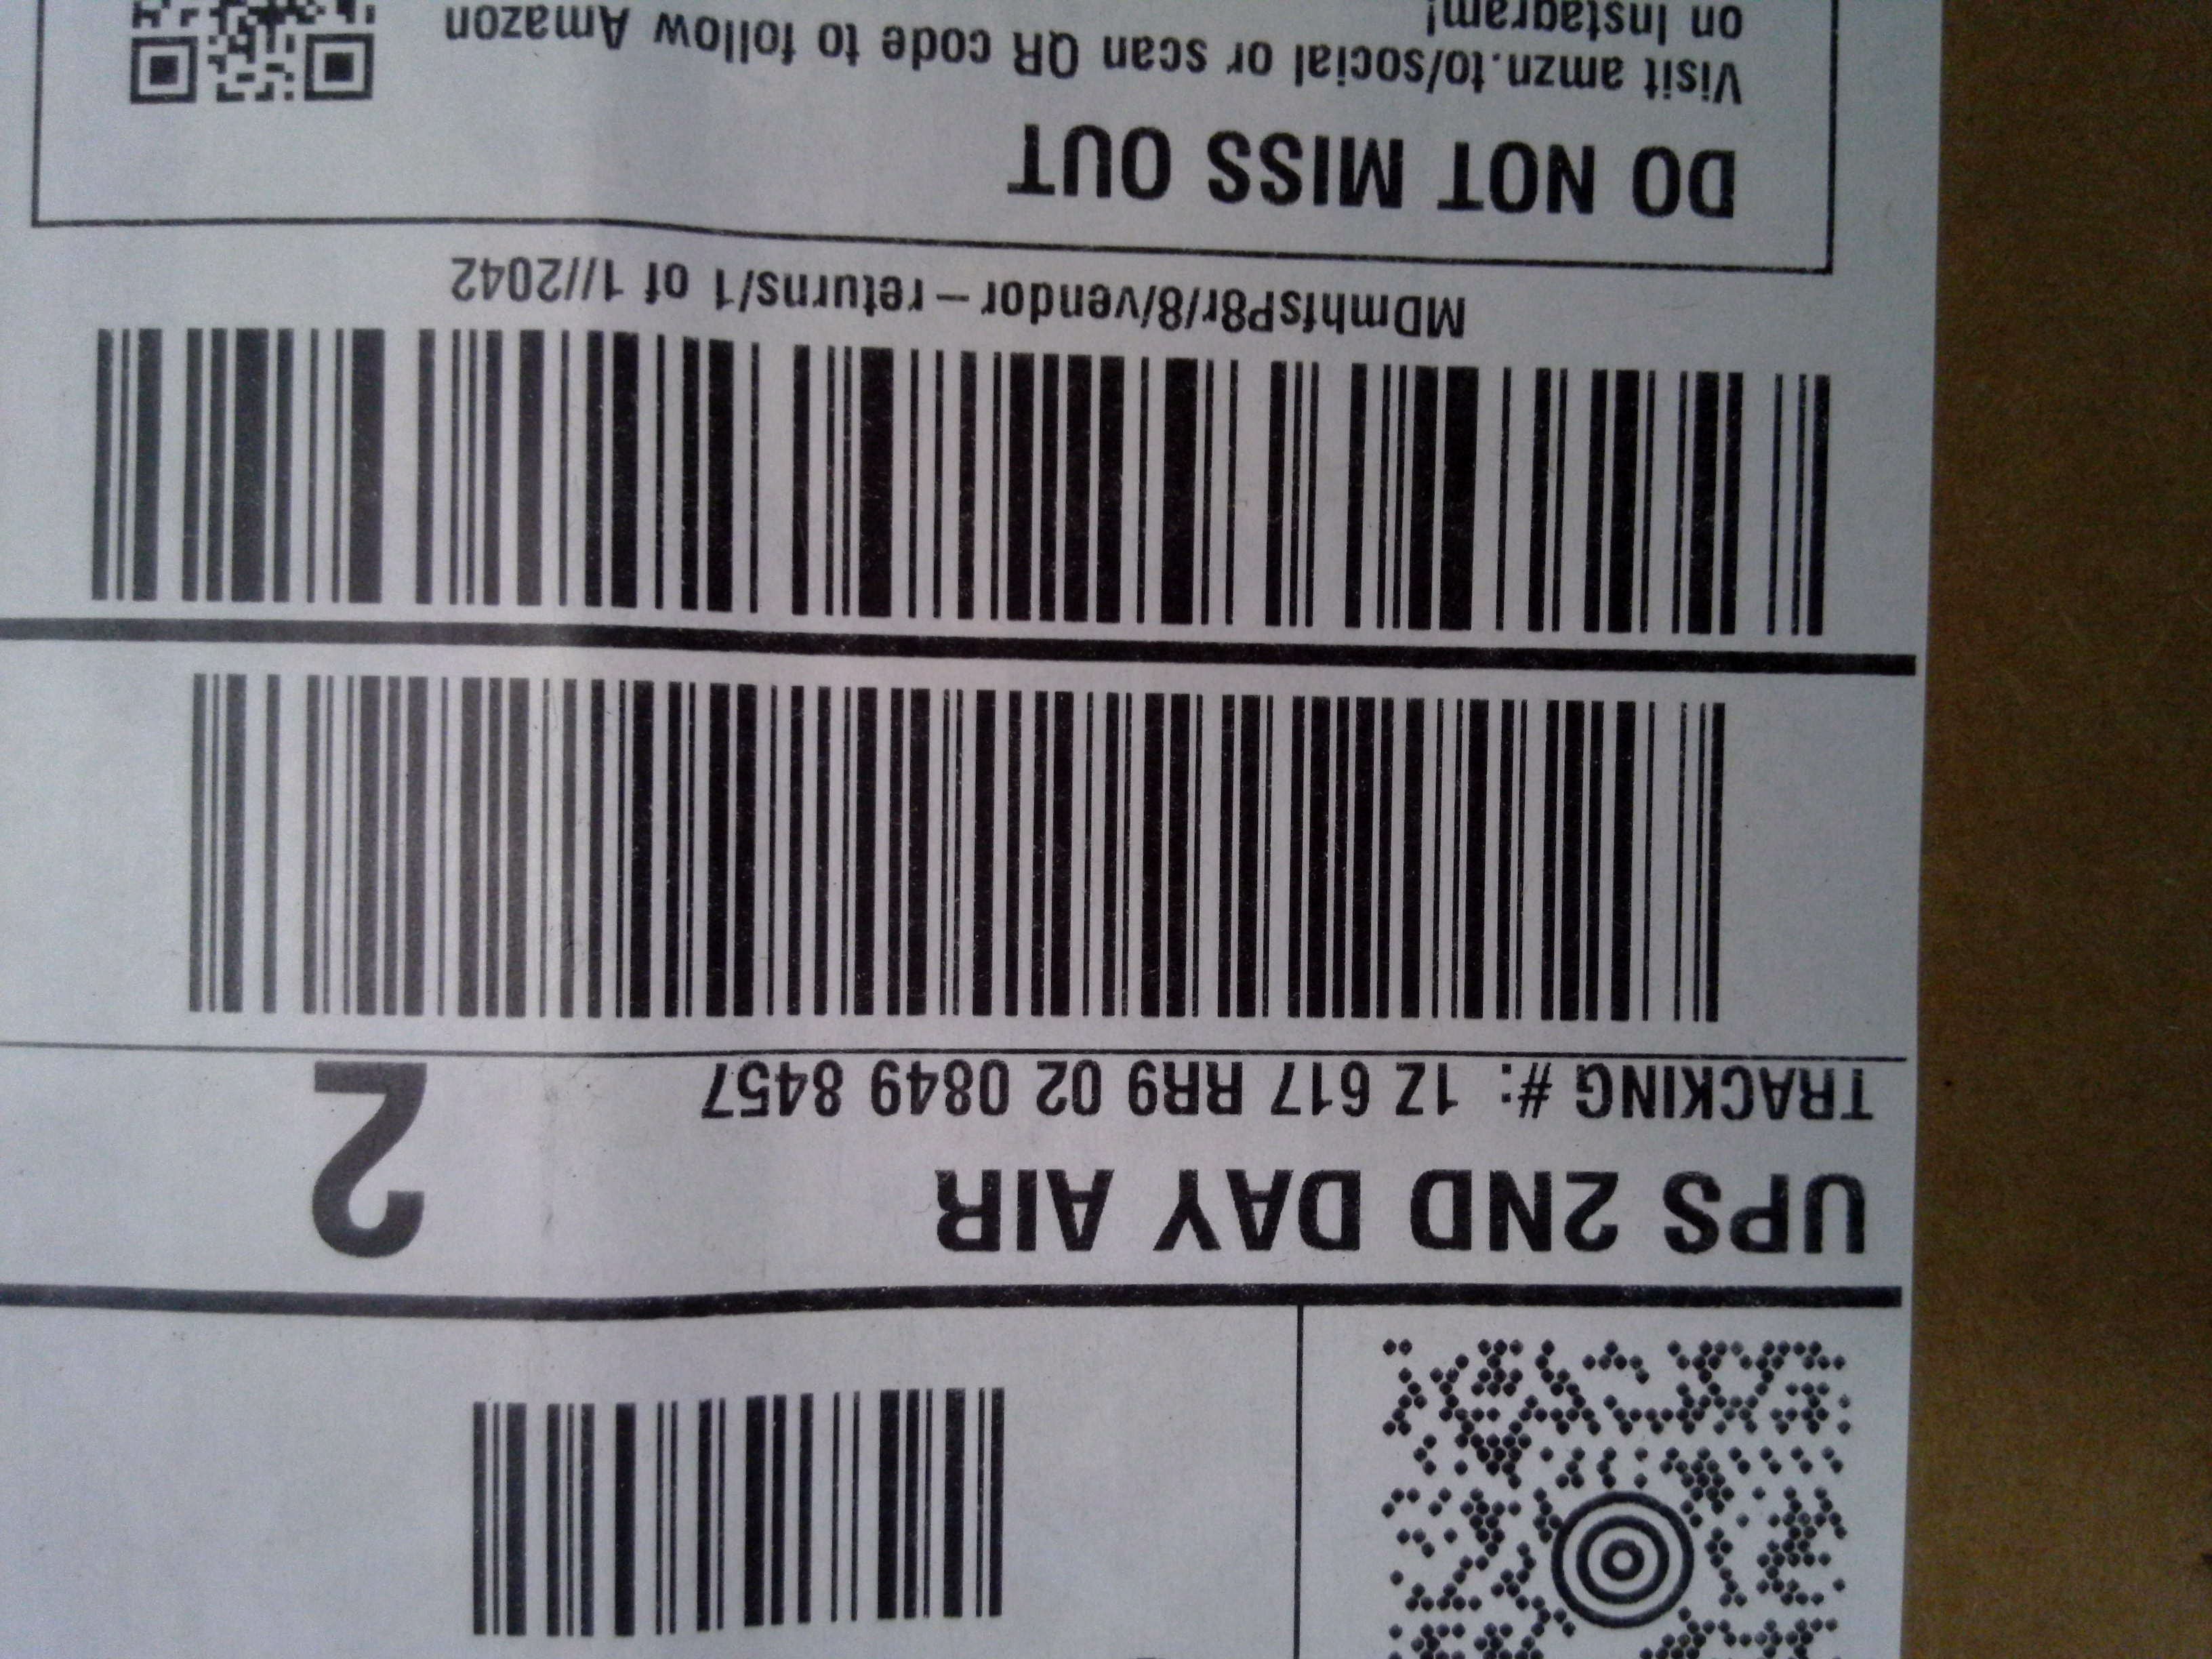 UPS 2ND DAY AIR
TRACKING #: 1Z 617 RR9 02 0849 8457
2
MDmhfsP8r/8/vendor – returns/1 of 1//2042
DO NOT MISS OUT
Visit amzn.to/social or scan QR code to follow Amazon
on Instagram!